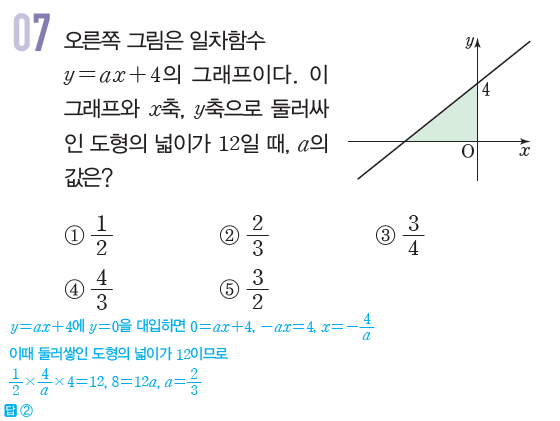 07
오른쪽 그림은 일차함수
y=ax+4의 그래프이다. 이
그래프와 x축, y축으로 둘러싸
인 도형의 넓이가 12일 때, a의
값은?
y
4
O
x
① 1/2 ② 2/3 ③ 3/4
④ 4/3 ⑤ 3/2
y=ax+4에 y=0을 대입하면 0=ax+4, -ax=4, x=-4/a
이때 둘러쌓인 도형의 넓이가 12이므로
1/2×4/a×4=12, 8=12a, a=2/3
답 ②